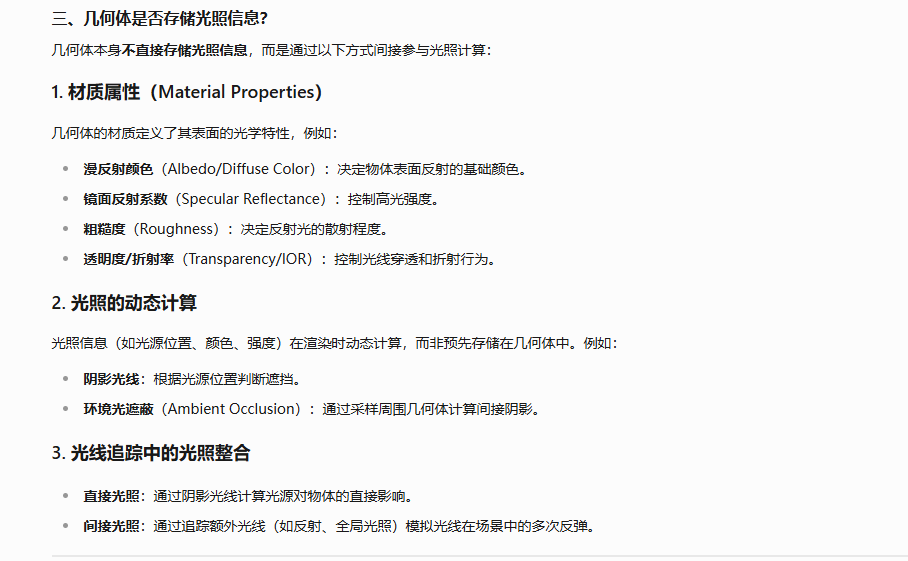 三、几何体是否存储光照信息？
几何体本身不直接存储光照信息，而是通过以下方式间接参与光照计算：
1. 材质属性（Material Properties）
几何体的材质定义了其表面的光学特性，例如：
漫反射颜色（Albedo/Diffuse Color）：决定物体表面反射的基础颜色。
镜面反射系数（Specular Reflectance）：控制高光强度。
粗糙度（Roughness）：决定反射光的散射程度。
透明度/折射率（Transparency/IOR）：控制光线穿透和折射行为。
2. 光照的动态计算
光照信息（如光源位置、颜色、强度）在渲染时动态计算，而非预先存储在几何体中。例如：
阴影光线：根据光源位置判断遮挡。
环境光遮蔽（Ambient Occlusion）：通过采样周围几何体计算间接阴影。
3. 光线追踪中的光照整合
直接光照：通过阴影光线计算光源对物体的直接影响。
间接光照：通过追踪额外光线（如反射、全局光照）模拟光线在场景中的多次反弹。